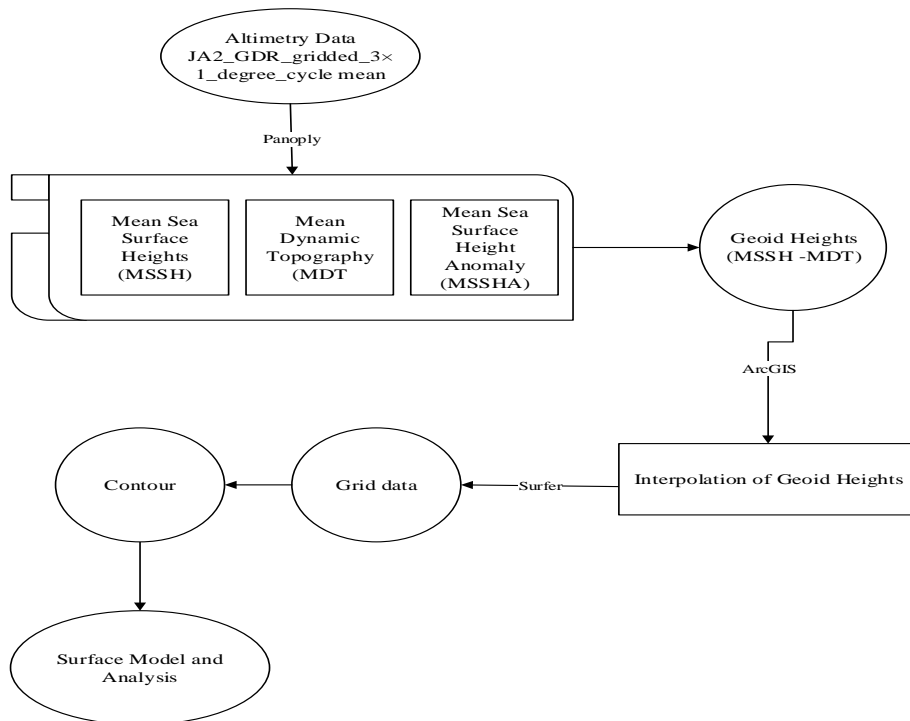 Altimetry Data
JA2_GDR_gridded_3×
1_degree_cycle mean
Panoply
Mean Sea
Surface
Heights
(MSSH)
Mean
Dynamic
Topography
(MDT
Mean Sea
Surface
Height
Anomaly
(MSSHA)
Geoid Heights
(MSSH -MDT)
ArcGIS
Interpolation of Geoid Heights
Surfer
Grid data
Contour
Surface Model and
Analysis